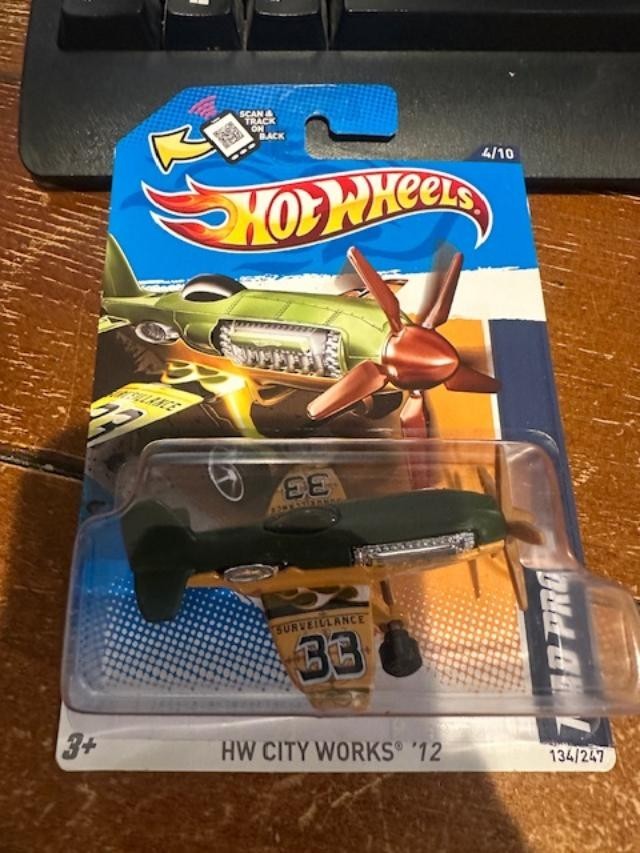 SCAN &
TRACK
ON
BACK
4/10
HOT WHEELS
SURVEILLANCE
33
33
SURVEILLANCE
33
3+
HW CITY WORKS® '12
134/247